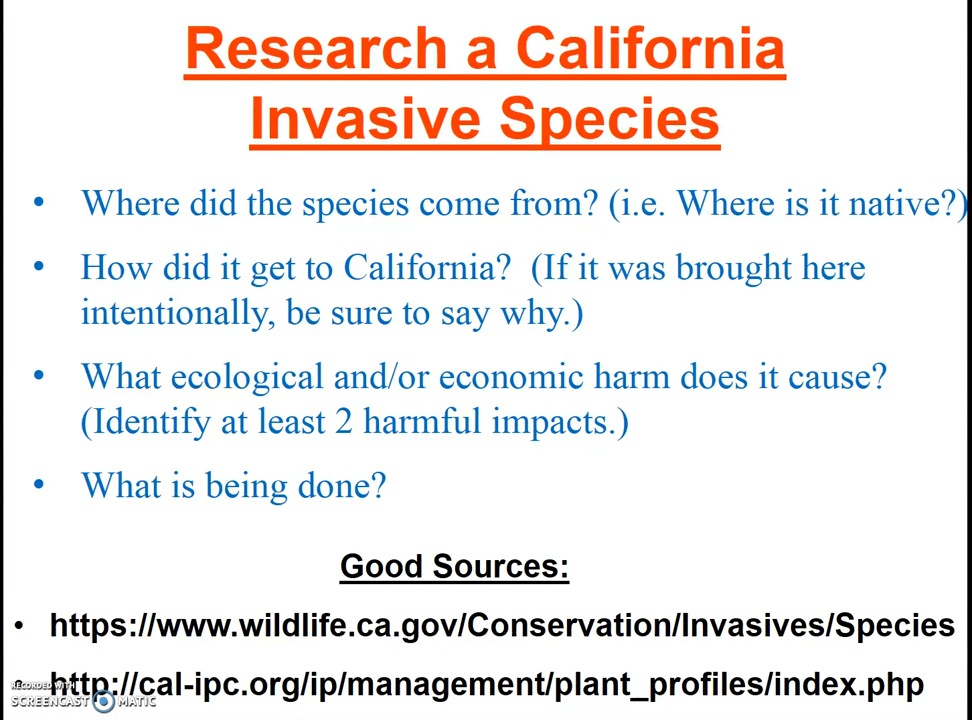 Research a California
Invasive Species
• Where did the species come from? (i.e. Where is it native?)
• How did it get to California?  (If it was brought here
intentionally, be sure to say why.)
• What ecological and/or economic harm does it cause?
(Identify at least 2 harmful impacts.)
• What is being done?
Good Sources:
• https://www.wildlife.ca.gov/Conservation/Invasives/Species
• http://cal-ipc.org/ip/management/plant_profiles/index.php
RECORDED WITH
SCREENCAST MATIC